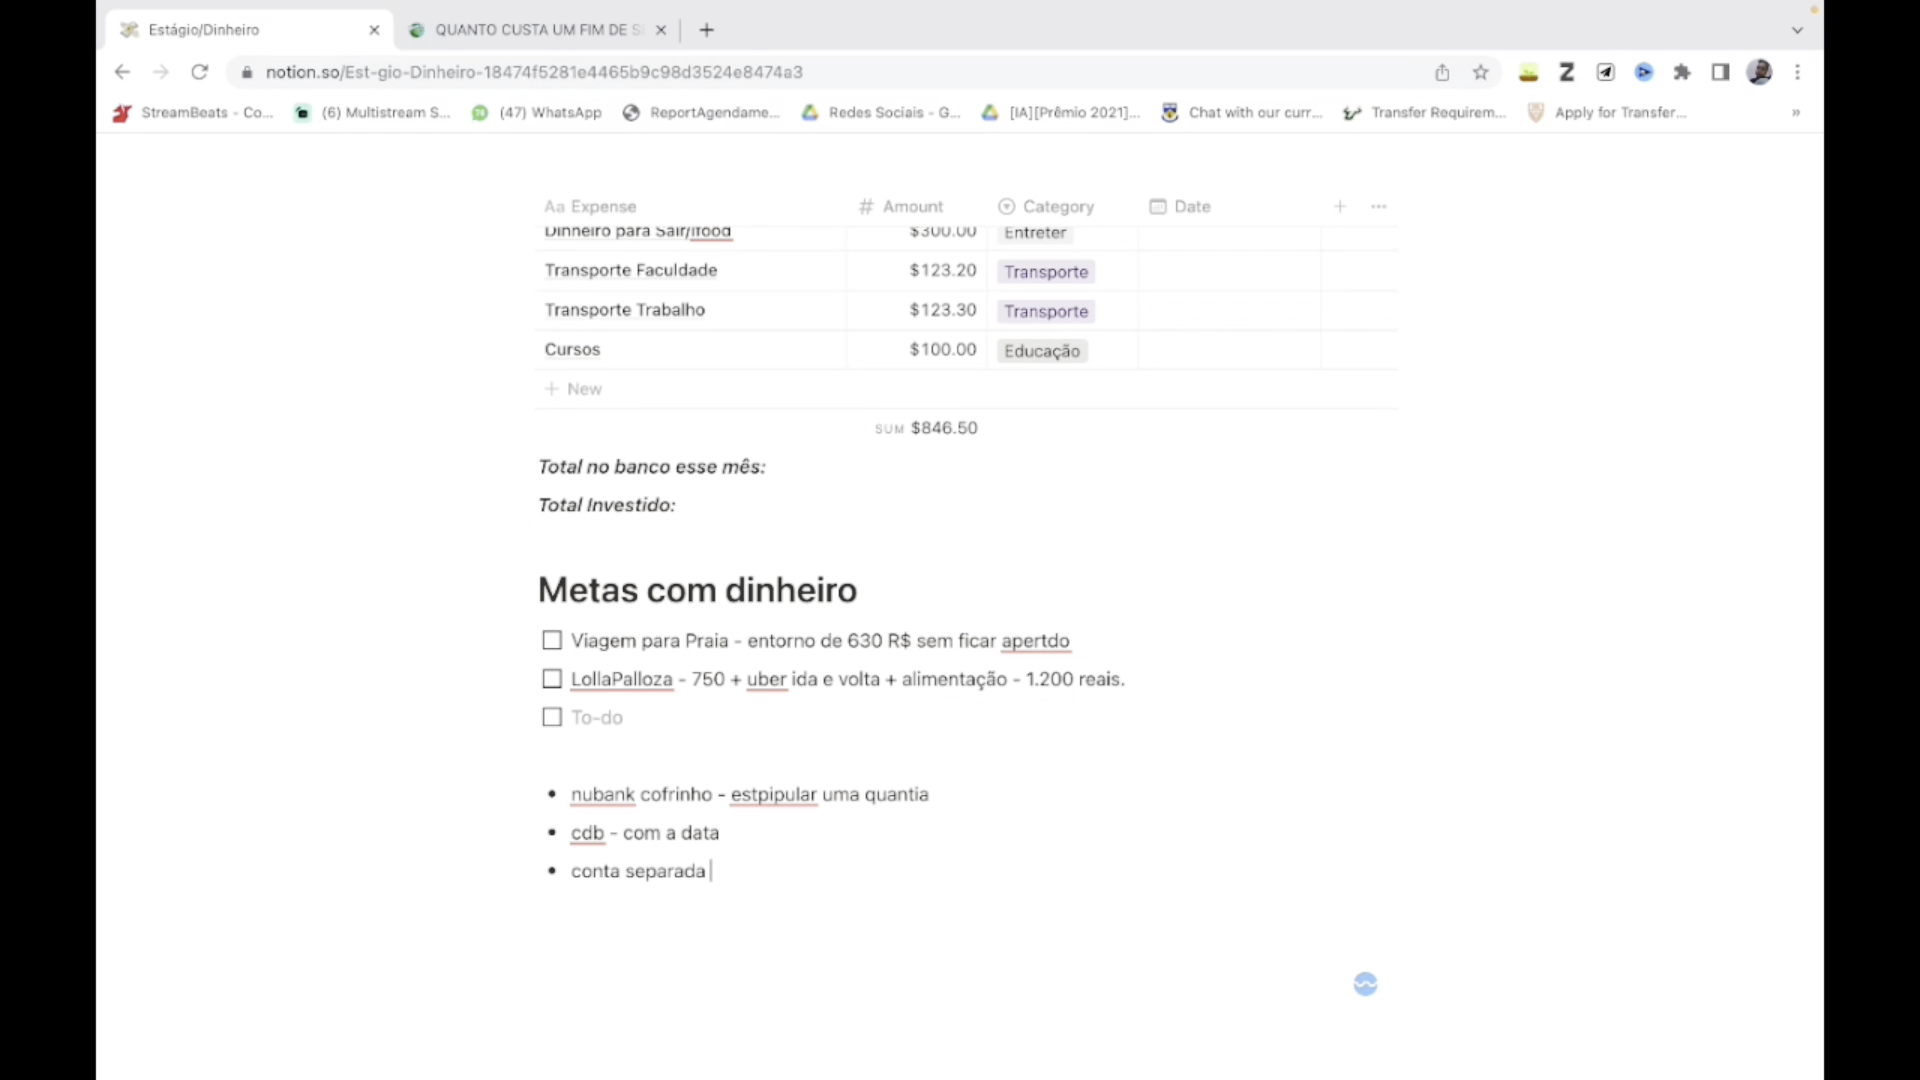 Estágio/Dinheiro
QUANTO CUSTA UM FIM DE S
notion.so/Est-gio-Dinheiro-18474f5281e4465b9c98d3524e8474a3
StreamBeats - Co... (6) Multistream S... (47) WhatsApp ReportAgendame... Redes Sociais - G... [IA][Prêmio 2021]... Chat with our curr... Transfer Requirem... Apply for Transfer... »
Aa Expense # Amount Category Date + ...
Dinheiro para Sair/Ifood $300.00 Entreter
Transporte Faculdade $123.20 Transporte
Transporte Trabalho $123.30 Transporte
Cursos $100.00 Educação
+ New
SUM $846.50
Total no banco esse mês:
Total Investido:
Metas com dinheiro
Viagem para Praia - entorno de 630 R$ sem ficar apertdo
LollaPalloza - 750 + uber ida e volta + alimentação - 1.200 reais.
To-do
• nubank cofrinho - estpipular uma quantia
• cdb - com a data
• conta separada